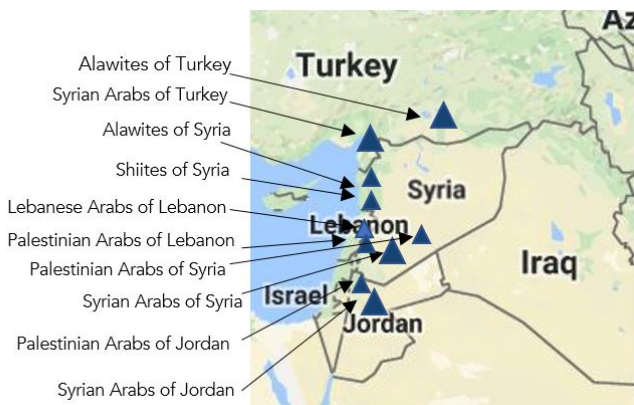 Alawites of Turkey
Syrian Arabs of Turkey
Alawites of Syria
Shiites of Syria
Lebanese Arabs of Lebanon
Palestinian Arabs of Lebanon
Palestinian Arabs of Syria
Syrian Arabs of Syria
Palestinian Arabs of Jordan
Syrian Arabs of Jordan
Az
Turkey
Syria
Lebanon
Iraq
Israel
Jordan